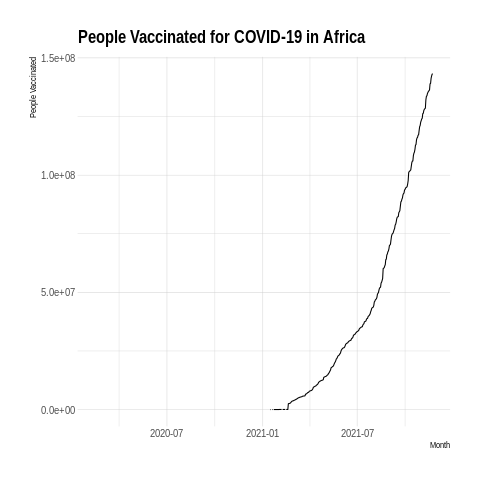 People Vaccinated for COVID-19 in Africa
People Vaccinated
1.5e+08
1.0e+08
5.0e+07
0.0e+00
2020-07
2021-01
2021-07
Month